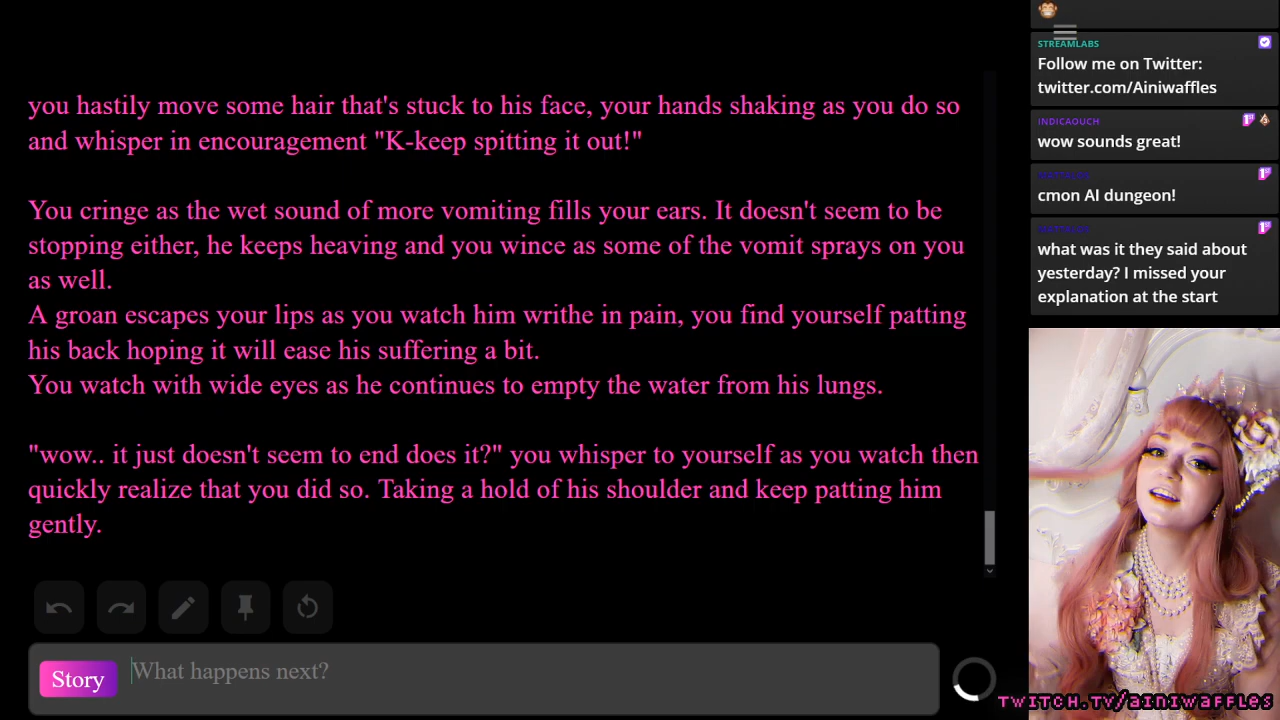 you hastily move some hair that's stuck to his face, your hands shaking as you do so
and whisper in encouragement "K-keep spitting it out!"
You cringe as the wet sound of more vomiting fills your ears. It doesn't seem to be
stopping either, he keeps heaving and you wince as some of the vomit sprays on you
as well.
A groan escapes your lips as you watch him writhe in pain, you find yourself patting
his back hoping it will ease his suffering a bit.
You watch with wide eyes as he continues to empty the water from his lungs.
"wow.. it just doesn't seem to end does it?" you whisper to yourself as you watch then
quickly realize that you did so. Taking a hold of his shoulder and keep patting him
gently.
Story
What happens next?
STREAMLABS
Follow me on Twitter:
twitter.com/Ainiwaffles
INDICAOUCH
wow sounds great!
cmon AI dungeon!
what was it they said about
yesterday? I missed your
explanation at the start
TWITCH.TV/AINIWAFFLES